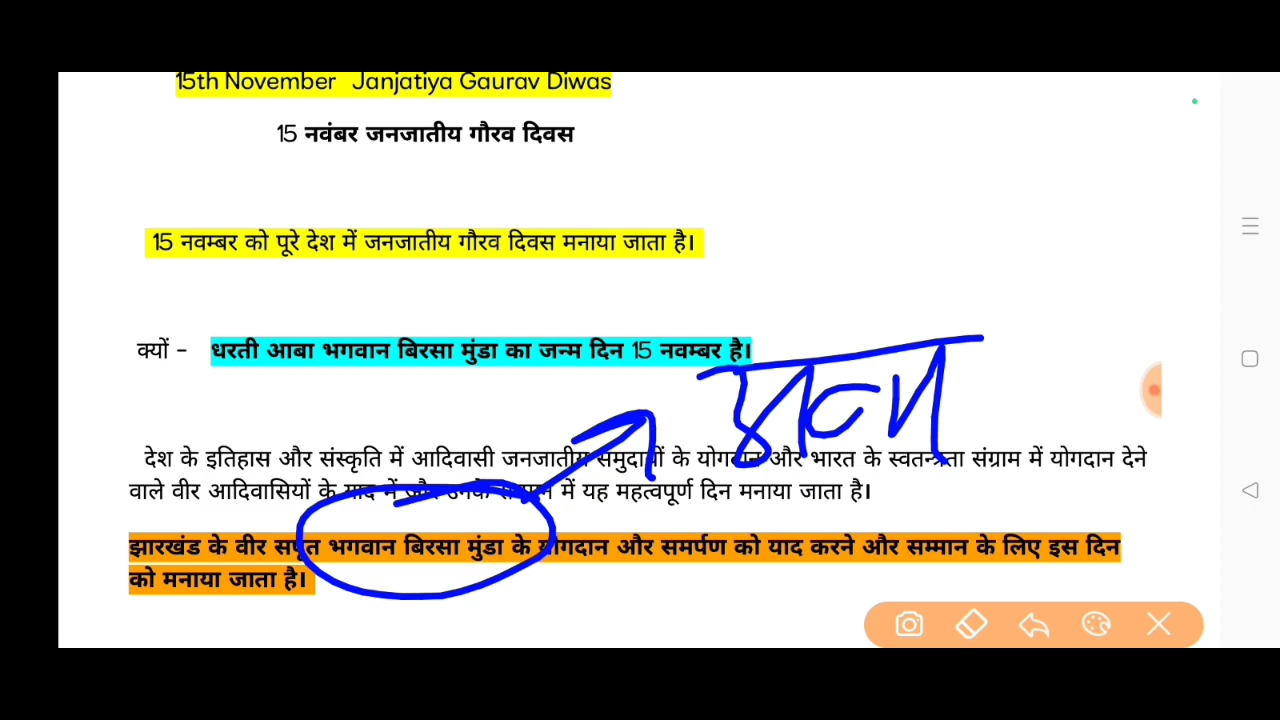 15th November Janjatiya Gaurav Diwas
15 नवंबर जनजातीय गौरव दिवस
15 नवम्बर को पूरे देश में जनजातीय गौरव दिवस मनाया जाता है।
क्यों - धरती आबा भगवान बिरसा मुंडा का जन्म दिन 15 नवम्बर है।
देश के इतिहास और संस्कृति में आदिवासी जनजातीय समुदायों के योगदान और भारत के स्वतन्त्रता संग्राम में योगदान देने
वाले वीर आदिवासियों के याद में और उनके में यह महत्वपूर्ण दिन मनाया जाता है।
झारखंड के वीर सपूत भगवान बिरसा मुंडा के योगदान और समर्पण को याद करने और सम्मान के लिए इस दिन
को मनाया जाता है।